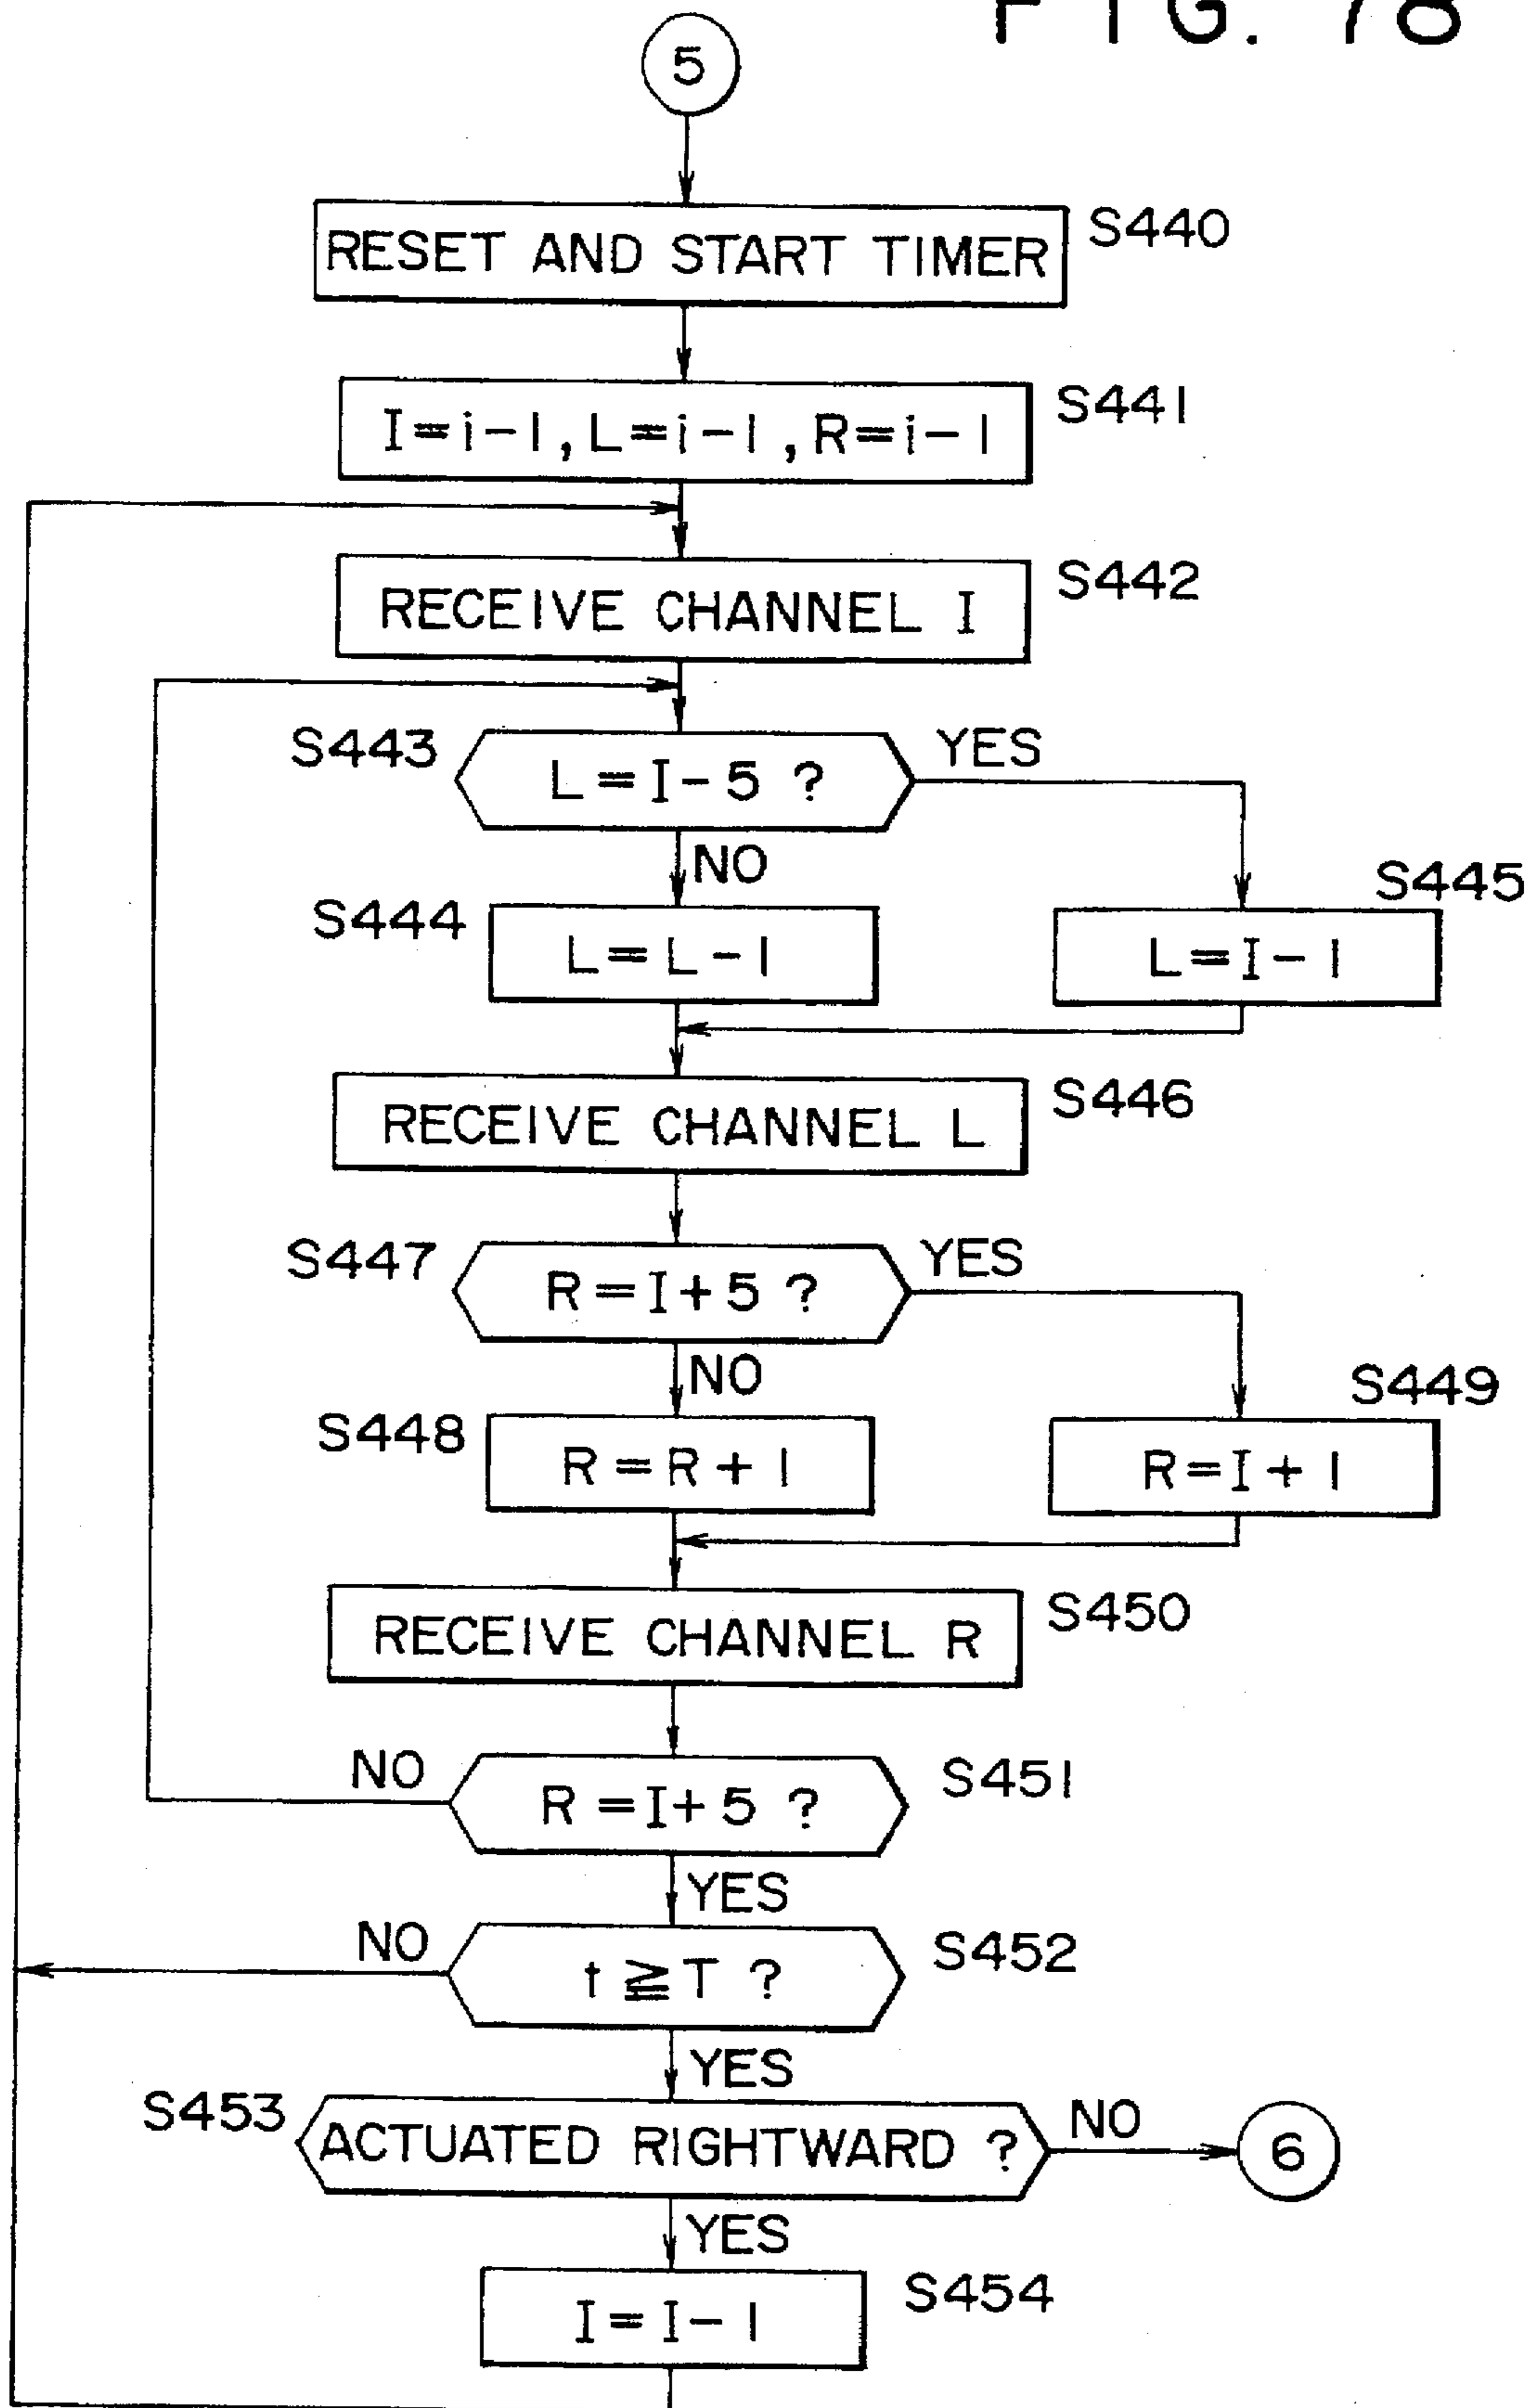 FIG. 78
5
RESET AND START TIMER
S440
I=i-1, L=i-1, R=i-1
S441
RECEIVE CHANNEL I
S442
S443
L=I-5 ?
YES
NO
S444
L=L-1
S445
L=I-1
RECEIVE CHANNEL L
S446
S447
R=I+5 ?
YES
NO
S448
R=R+1
S449
R=I+1
RECEIVE CHANNEL R
S450
NO
R=I+5 ?
S451
YES
NO
t≧T ?
S452
YES
S453
ACTUATED RIGHTWARD ?
NO
6
YES
I=I-1
S454